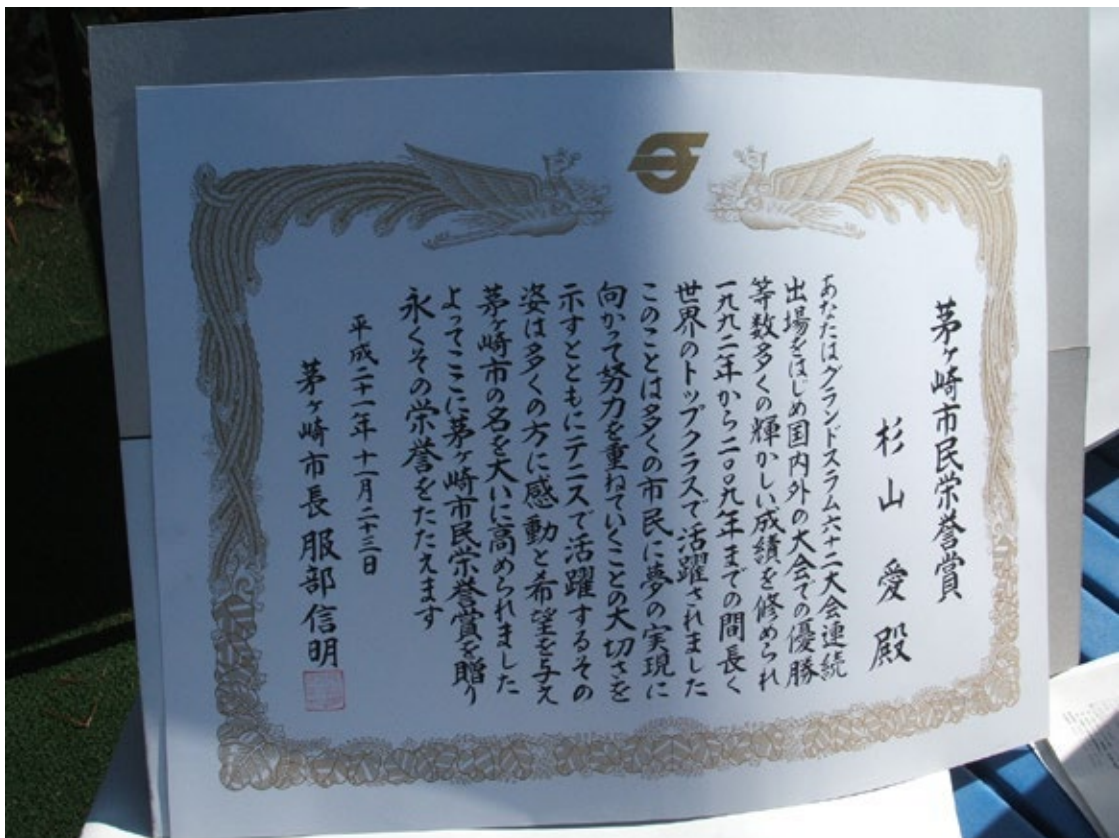 茅ヶ崎市民栄誉賞
杉山愛殿
あなたはグランドスラム六十二大会連続
出場をはじめ国内外の大会での優勝
等数多くの輝かしい成績を修められ
一九九二年から二〇〇九年までの間長く
世界のトップクラスで活躍されました
このことは多くの市民に夢の実現に
向かって努力を重ねていくことの大切さを
示すとともにテニスで活躍するその
姿は多くの方に感動と希望を与え
茅ヶ崎市の名を大いに高められました
よってここに茅ヶ崎市民栄誉賞を贈り
永くその栄誉をたたえます
平成二十一年十一月二十三日
茅ヶ崎市長服部信明